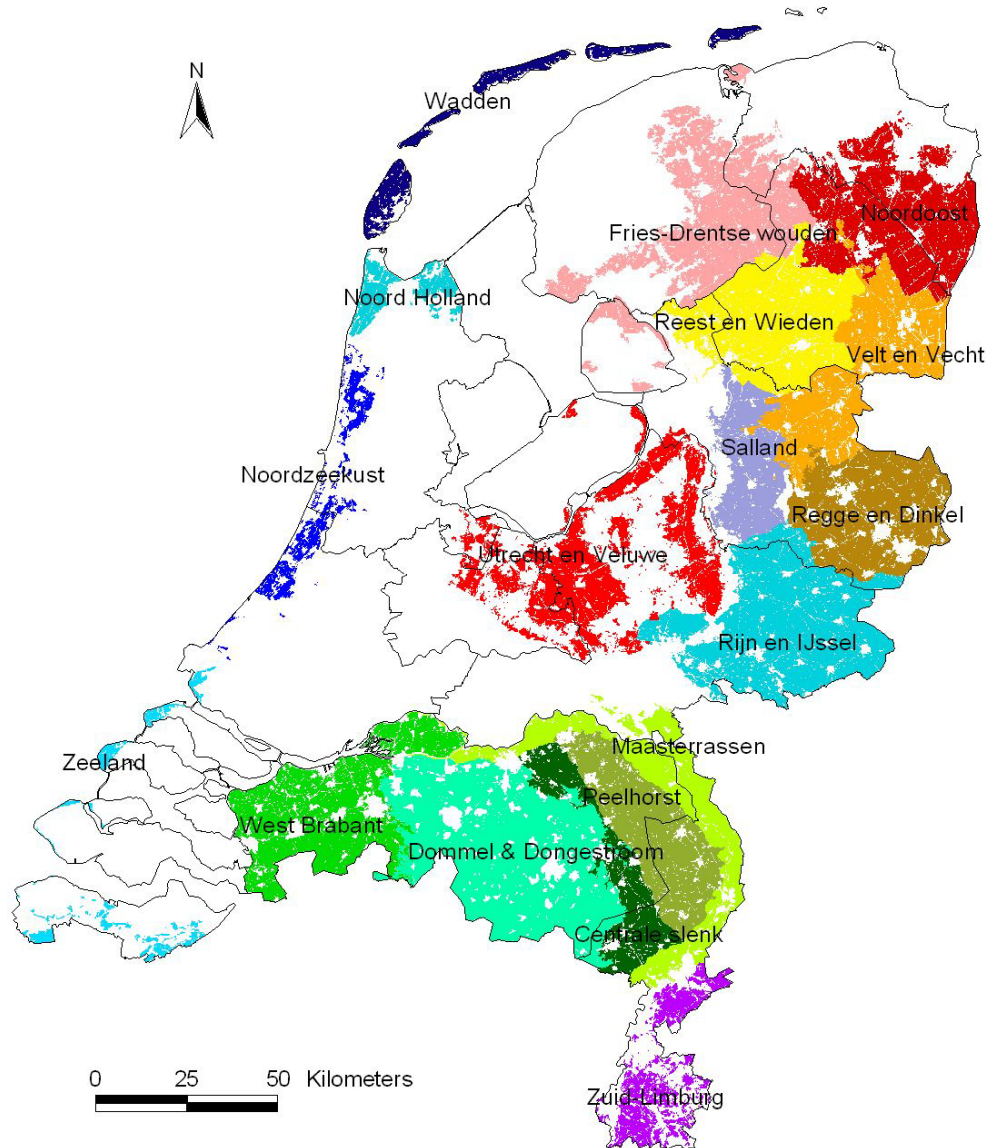 N
Wadden
Noordoost
Fries-Drentse wouden
Noord Holland
Reest en Wieden
Velt en Vecht
Salland
Noordzeekust
Regge en Dinkel
Utrecht en Veluwe
Rijn en IJssel
Maasterrassen
Zeeland
Peelhorst
West Brabant
Dommel & Dongestroom
Centrale slenk
0 25 50 Kilometers
Zuid-Limburg